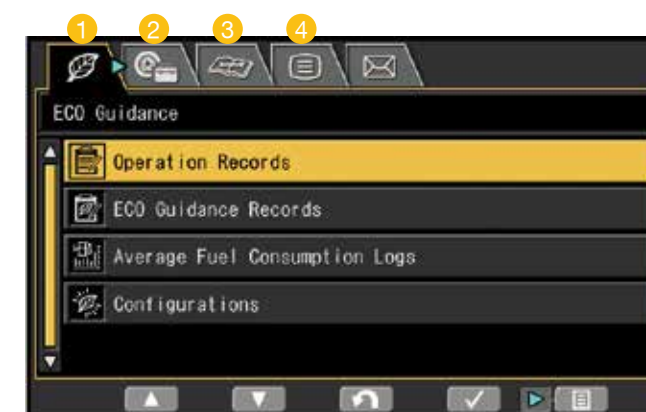 1 2 3 4
ECO Guidance
Operation Records
ECO Guidance Records
Average Fuel Consumption Logs
Configurations